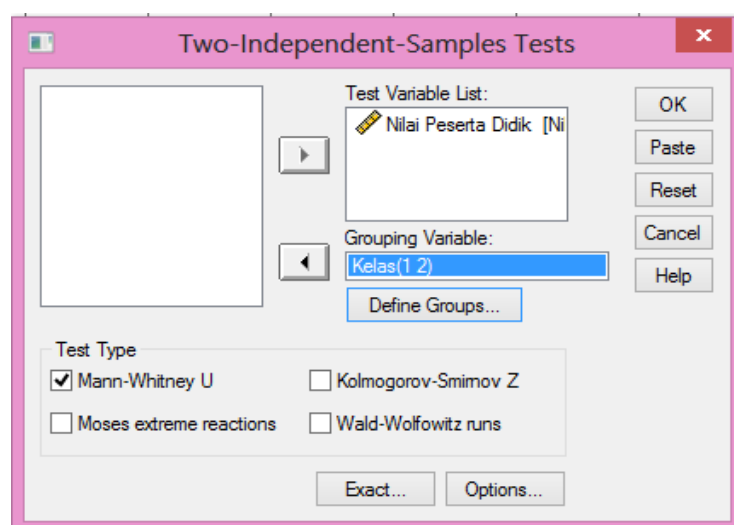 Two-Independent-Samples Tests
x
Test Variable List:
Nilai Peserta Didik [Ni
OK
Paste
Reset
Cancel
Help
Grouping Variable:
Kelas(1 2)
Define Groups...
Test Type
Mann-Whitney U
Kolmogorov-Smirnov Z
Moses extreme reactions
Wald-Wolfowitz runs
Exact...
Options...